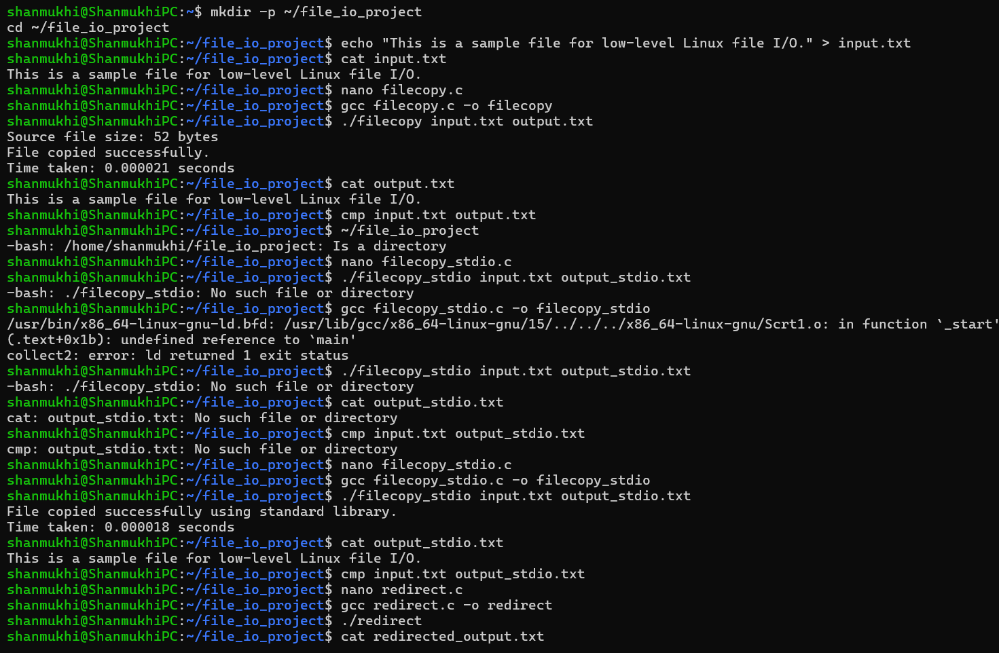 shanmukhi@ShanmukhiPC:~$ mkdir -p ~/file_io_project
cd ~/file_io_project
shanmukhi@ShanmukhiPC:~/file_io_project$ echo "This is a sample file for low-level Linux file I/O." > input.txt
shanmukhi@ShanmukhiPC:~/file_io_project$ cat input.txt
This is a sample file for low-level Linux file I/O.
shanmukhi@ShanmukhiPC:~/file_io_project$ nano filecopy.c
shanmukhi@ShanmukhiPC:~/file_io_project$ gcc filecopy.c -o filecopy
shanmukhi@ShanmukhiPC:~/file_io_project$ ./filecopy input.txt output.txt
Source file size: 52 bytes
File copied successfully.
Time taken: 0.000021 seconds
shanmukhi@ShanmukhiPC:~/file_io_project$ cat output.txt
This is a sample file for low-level Linux file I/O.
shanmukhi@ShanmukhiPC:~/file_io_project$ cmp input.txt output.txt
shanmukhi@ShanmukhiPC:~/file_io_project$ ~/file_io_project
-bash: /home/shanmukhi/file_io_project: Is a directory
shanmukhi@ShanmukhiPC:~/file_io_project$ nano filecopy_stdio.c
shanmukhi@ShanmukhiPC:~/file_io_project$ ./filecopy_stdio input.txt output_stdio.txt
-bash: ./filecopy_stdio: No such file or directory
shanmukhi@ShanmukhiPC:~/file_io_project$ gcc filecopy_stdio.c -o filecopy_stdio
/usr/bin/x86_64-linux-gnu-ld.bfd: /usr/lib/gcc/x86_64-linux-gnu/15/../../../x86_64-linux-gnu/Scrt1.o: in function `_start'
(.text+0x1b): undefined reference to `main'
collect2: error: ld returned 1 exit status
shanmukhi@ShanmukhiPC:~/file_io_project$ ./filecopy_stdio input.txt output_stdio.txt
-bash: ./filecopy_stdio: No such file or directory
shanmukhi@ShanmukhiPC:~/file_io_project$ cat output_stdio.txt
cat: output_stdio.txt: No such file or directory
shanmukhi@ShanmukhiPC:~/file_io_project$ cmp input.txt output_stdio.txt
cmp: output_stdio.txt: No such file or directory
shanmukhi@ShanmukhiPC:~/file_io_project$ nano filecopy_stdio.c
shanmukhi@ShanmukhiPC:~/file_io_project$ gcc filecopy_stdio.c -o filecopy_stdio
shanmukhi@ShanmukhiPC:~/file_io_project$ ./filecopy_stdio input.txt output_stdio.txt
File copied successfully using standard library.
Time taken: 0.000018 seconds
shanmukhi@ShanmukhiPC:~/file_io_project$ cat output_stdio.txt
This is a sample file for low-level Linux file I/O.
shanmukhi@ShanmukhiPC:~/file_io_project$ cmp input.txt output_stdio.txt
shanmukhi@ShanmukhiPC:~/file_io_project$ nano redirect.c
shanmukhi@ShanmukhiPC:~/file_io_project$ gcc redirect.c -o redirect
shanmukhi@ShanmukhiPC:~/file_io_project$ ./redirect
shanmukhi@ShanmukhiPC:~/file_io_project$ cat redirected_output.txt